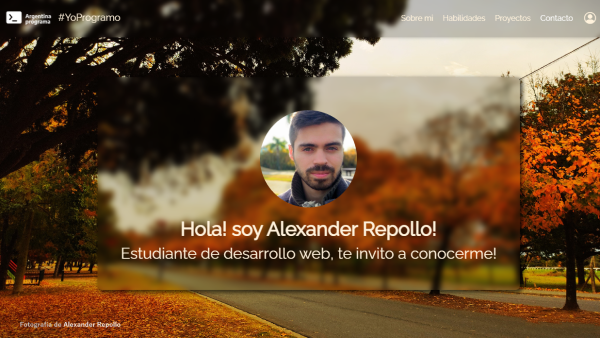 Argentina
programa
#YoProgramo
Sobre mi
Habilidades
Proyectos
Contacto
Hola! soy Alexander Repollo!
Estudiante de desarrollo web, te invito a conocerme!
Fotografia de Alexander Repollo